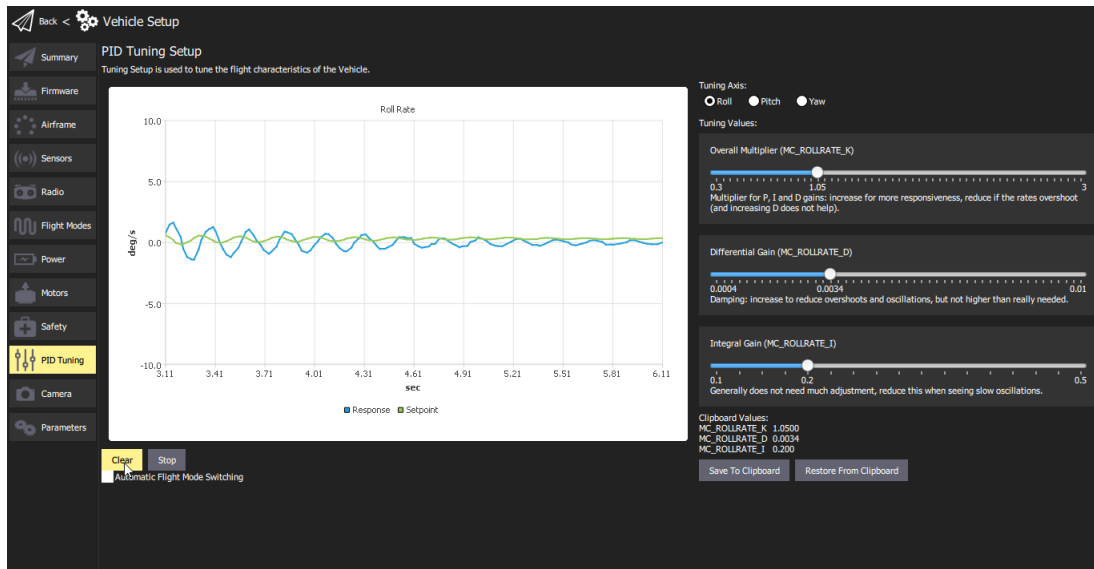 Back < Vehicle Setup
Summary
Firmware
Airframe
Sensors
Radio
Flight Modes
Power
Motors
Safety
PID Tuning
Camera
Parameters
PID Tuning Setup
Tuning Setup is used to tune the flight characteristics of the Vehicle.
Roll Rate
deg/s
10.0
5.0
0.0
-5.0
-10.0
3.11 3.41 3.71 4.01 4.31 4.61 4.91 5.21 5.51 5.81 6.11
sec
Response Setpoint
Clear Stop
Automatic Flight Mode Switching
Tuning Axis:
Roll Pitch Yaw
Tuning Values:
Overall Multiplier (MC_ROLLRATE_K)
0.3 1.05 3
Multiplier for P, I and D gains: increase for more responsiveness, reduce if the rates overshoot
(and increasing D does not help).
Differential Gain (MC_ROLLRATE_D)
0.0004 0.0034 0.01
Damping: increase to reduce overshoots and oscillations, but not higher than really needed.
Integral Gain (MC_ROLLRATE_I)
0.1 0.2 0.5
Generally does not need much adjustment, reduce this when seeing slow oscillations.
Clipboard Values:
MC_ROLLRATE_K 1.0500
MC_ROLLRATE_D 0.0034
MC_ROLLRATE_I 0.200
Save To Clipboard Restore From Clipboard